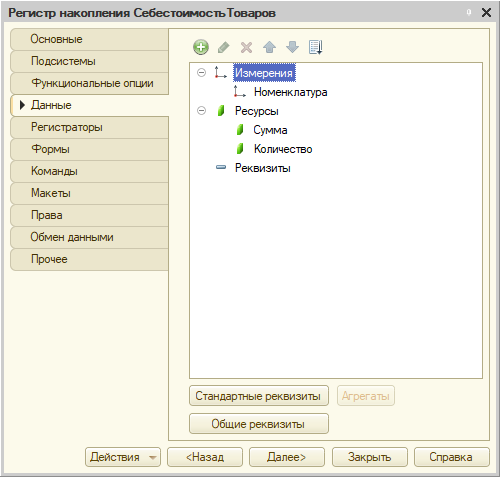 Регистр накопления СебестоимостьТоваров
Основные
Подсистемы
Функциональные опции
Данные
Регистраторы
Формы
Команды
Макеты
Права
Обмен данными
Прочее
Измерения
Номенклатура
Ресурсы
Сумма
Количество
Реквизиты
Стандартные реквизиты
Агрегаты
Общие реквизиты
Действия
<Назад
Далее>
Закрыть
Справка